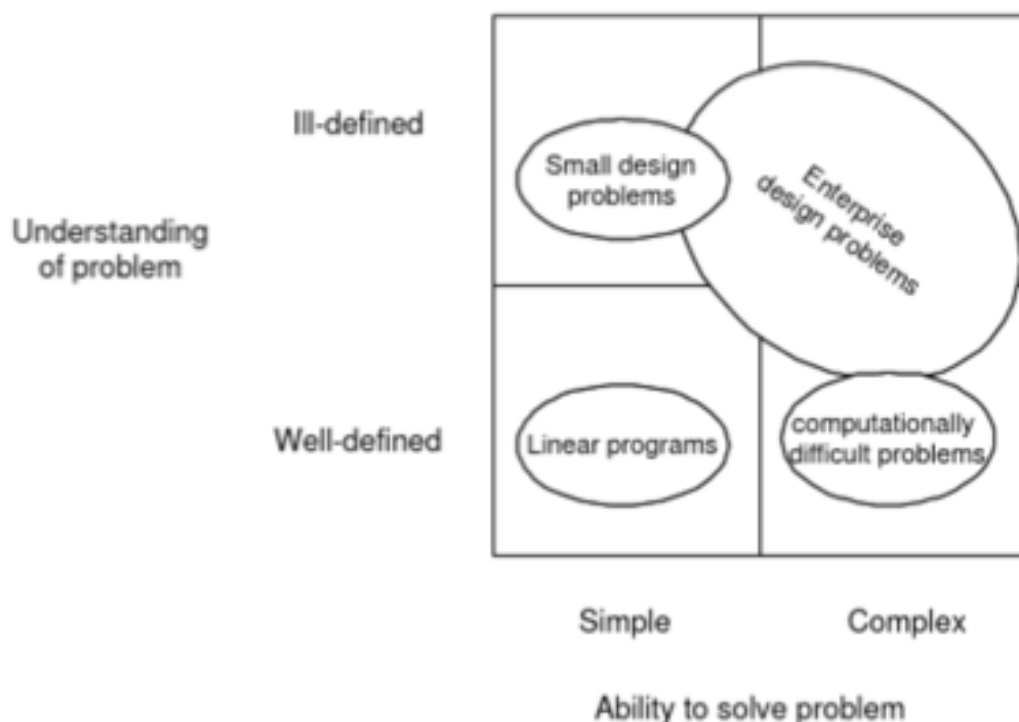 Ill-defined
Small design
problems
Enterprise
design problems
Understanding
of problem
Well-defined
Linear programs
computationally
difficult problems
Simple
Complex
Ability to solve problem